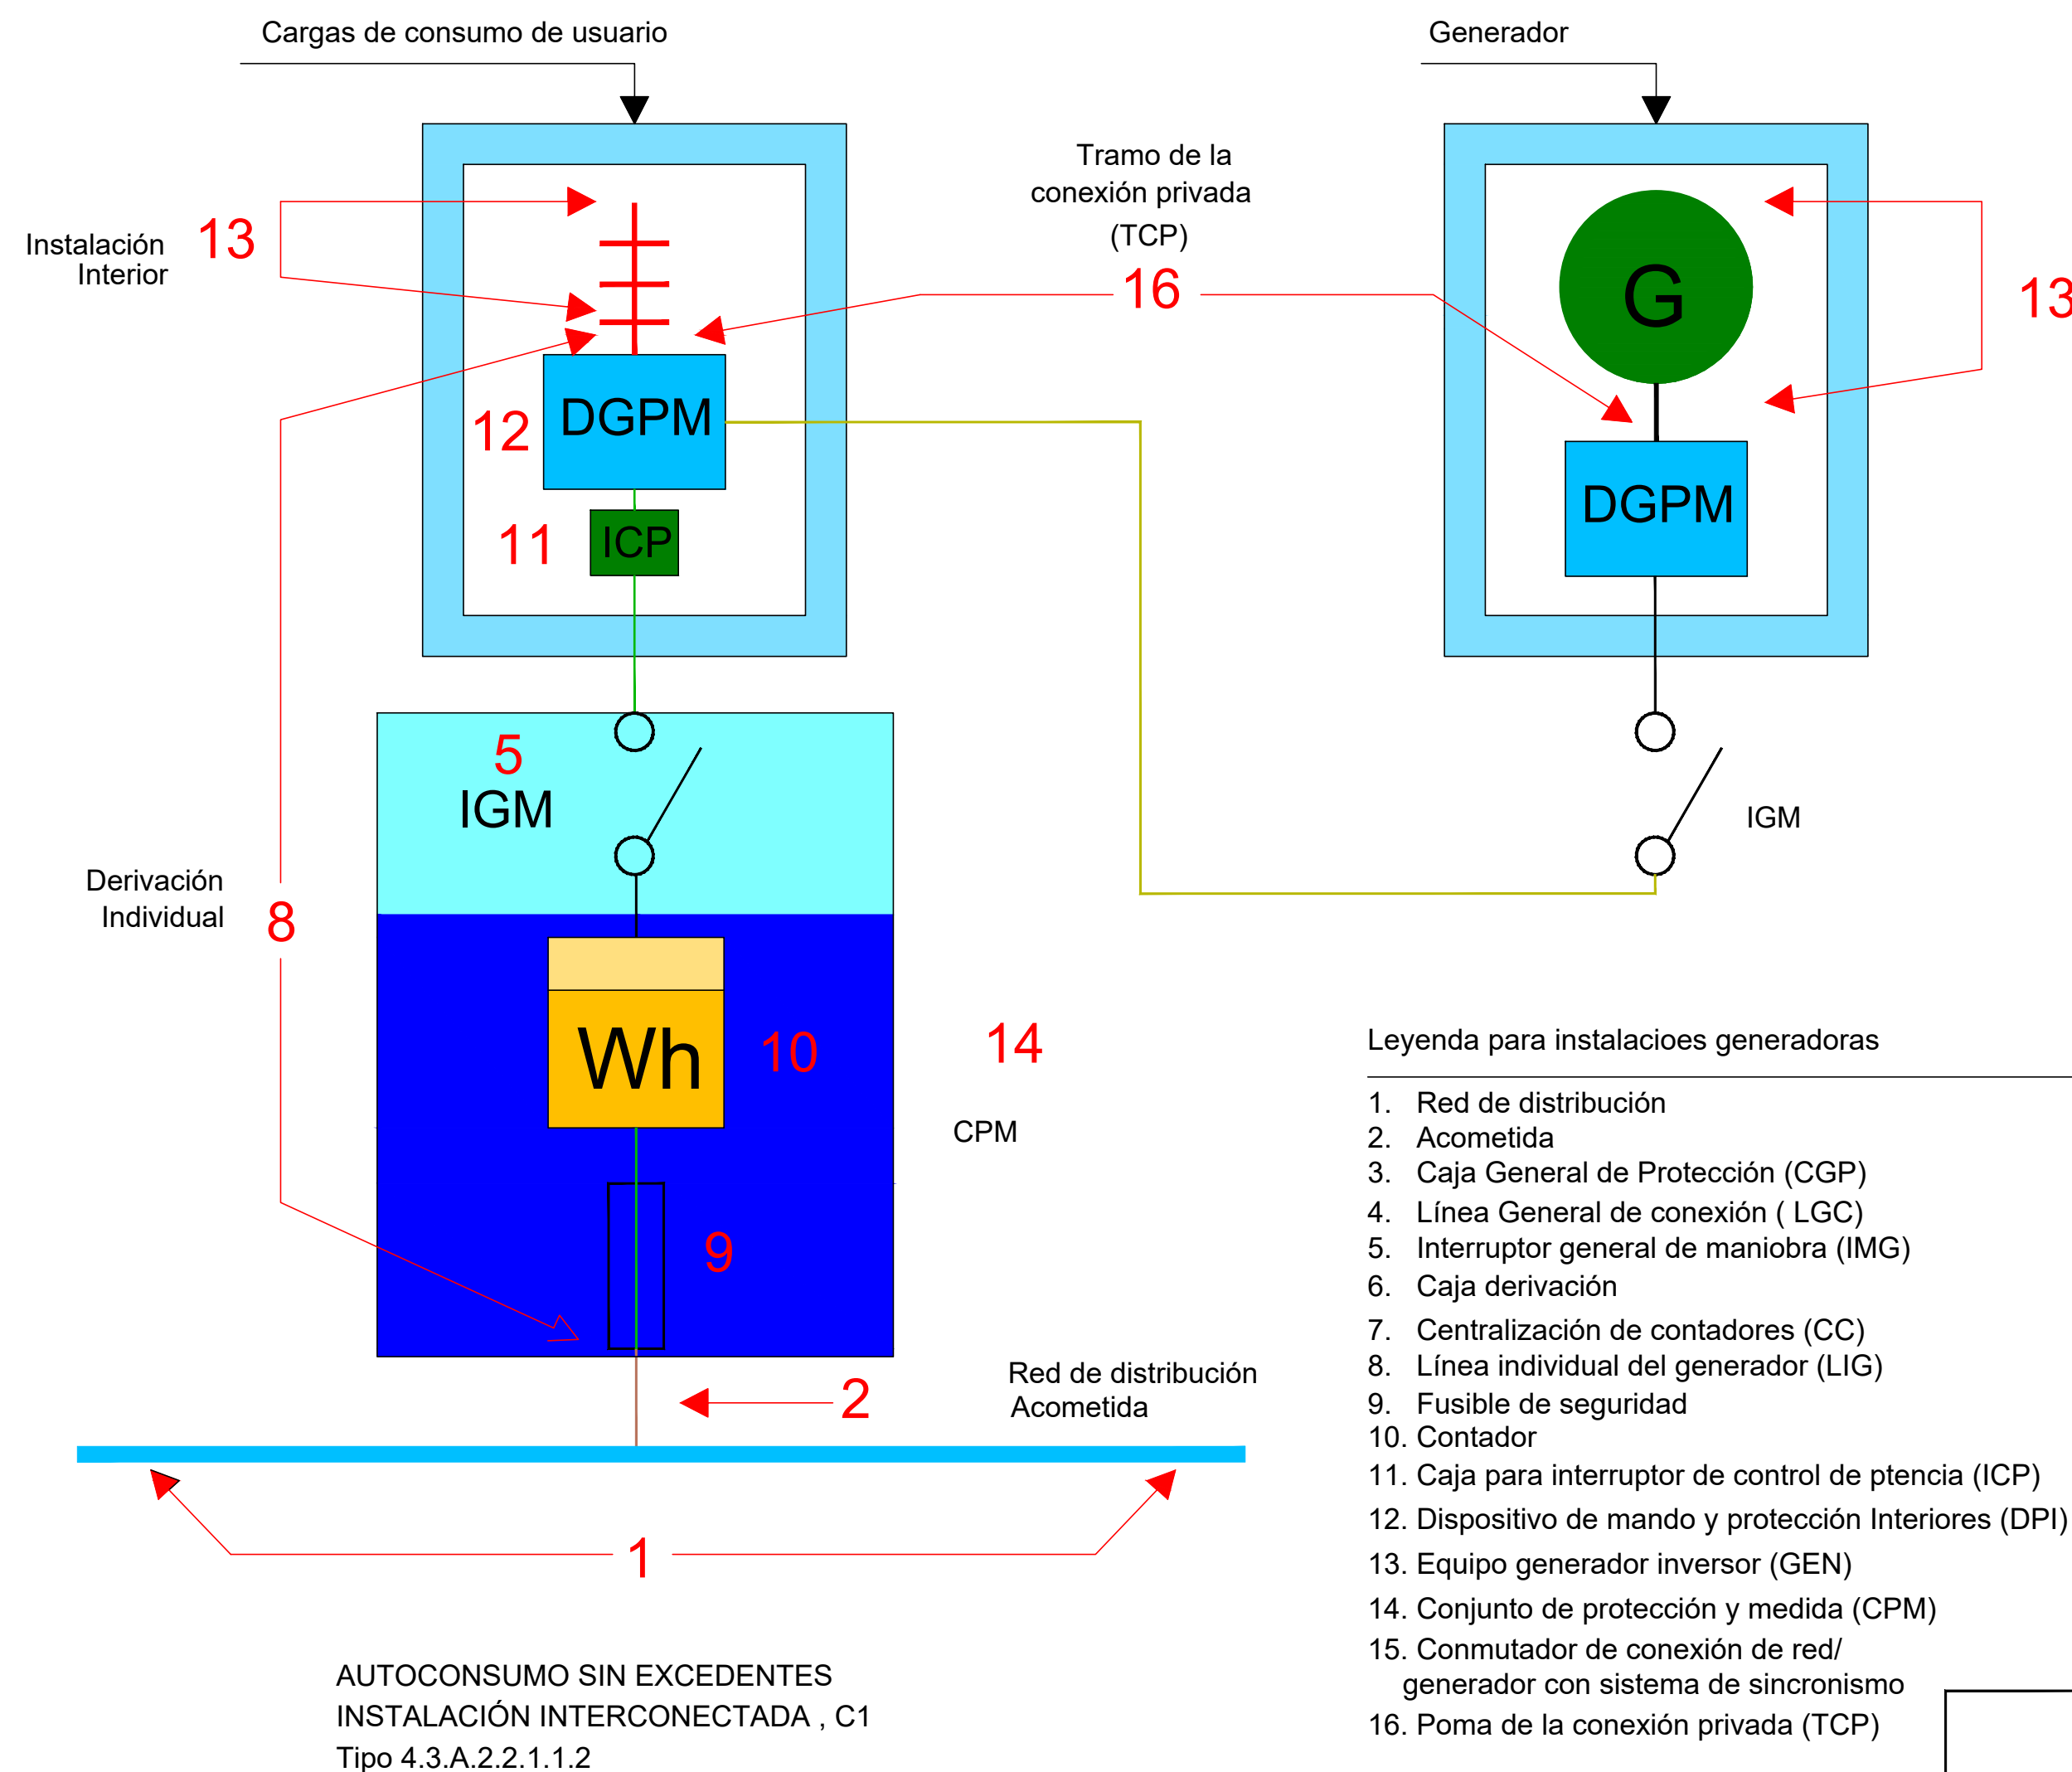 Cargas de consumo de usuario
Generador
Tramo de la
conexión privada
(TCP)
16
Instalación
Interior
13
13
G
DGPM
12
DGPM
11
ICP
5
IGM
IGM
Derivación
Individual
8
Wh
10
14
CPM
9
2
Red de distribución
Acometida
1
AUTOCONSUMO SIN EXCEDENTES
INSTALACIÓN INTERCONECTADA , C1
Tipo 4.3.A.2.2.1.1.2
Leyenda para instalacioes generadoras
1. Red de distribución
2. Acometida
3. Caja General de Protección (CGP)
4. Línea General de conexión ( LGC)
5. Interruptor general de maniobra (IMG)
6. Caja derivación
7. Centralización de contadores (CC)
8. Línea individual del generador (LIG)
9. Fusible de seguridad
10. Contador
11. Caja para interruptor de control de ptencia (ICP)
12. Dispositivo de mando y protección Interiores (DPI)
13. Equipo generador inversor (GEN)
14. Conjunto de protección y medida (CPM)
15. Conmutador de conexión de red/
generador con sistema de sincronismo
16. Poma de la conexión privada (TCP)